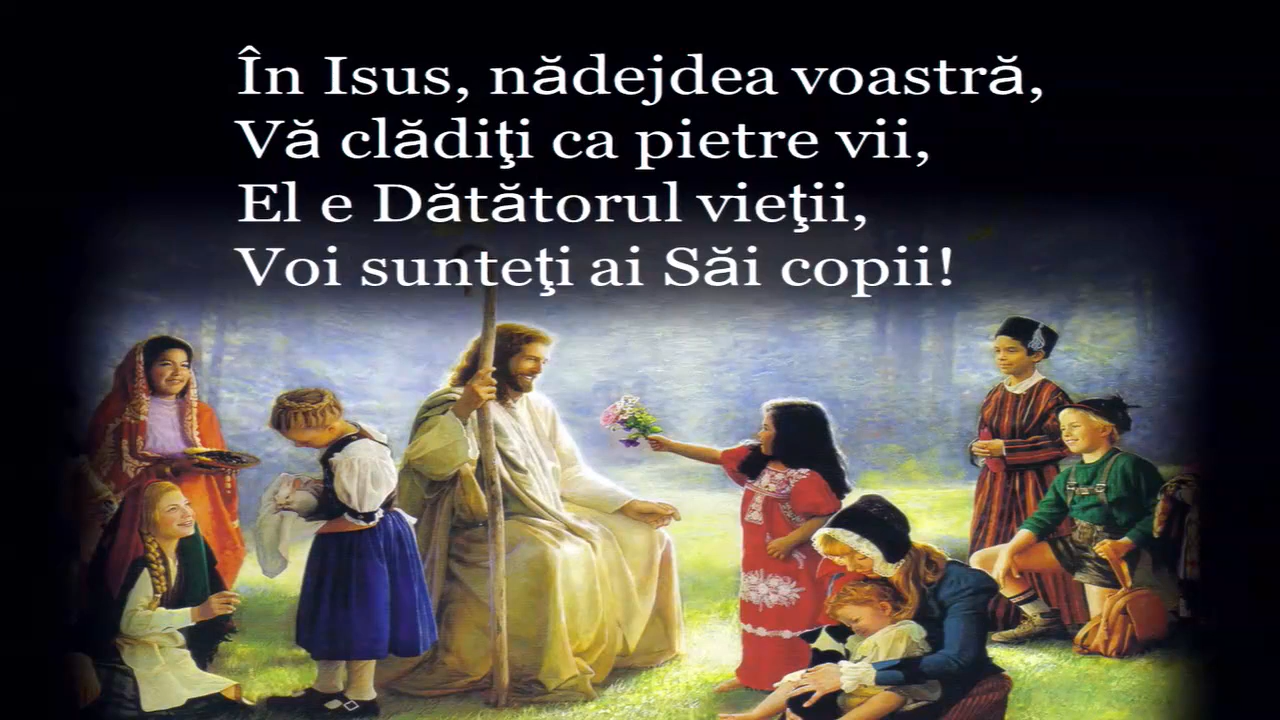 În Isus, nădejdea voastră,
Vă clădiţi ca pietre vii,
El e Dătătorul vieţii,
Voi sunteţi ai Săi copii!